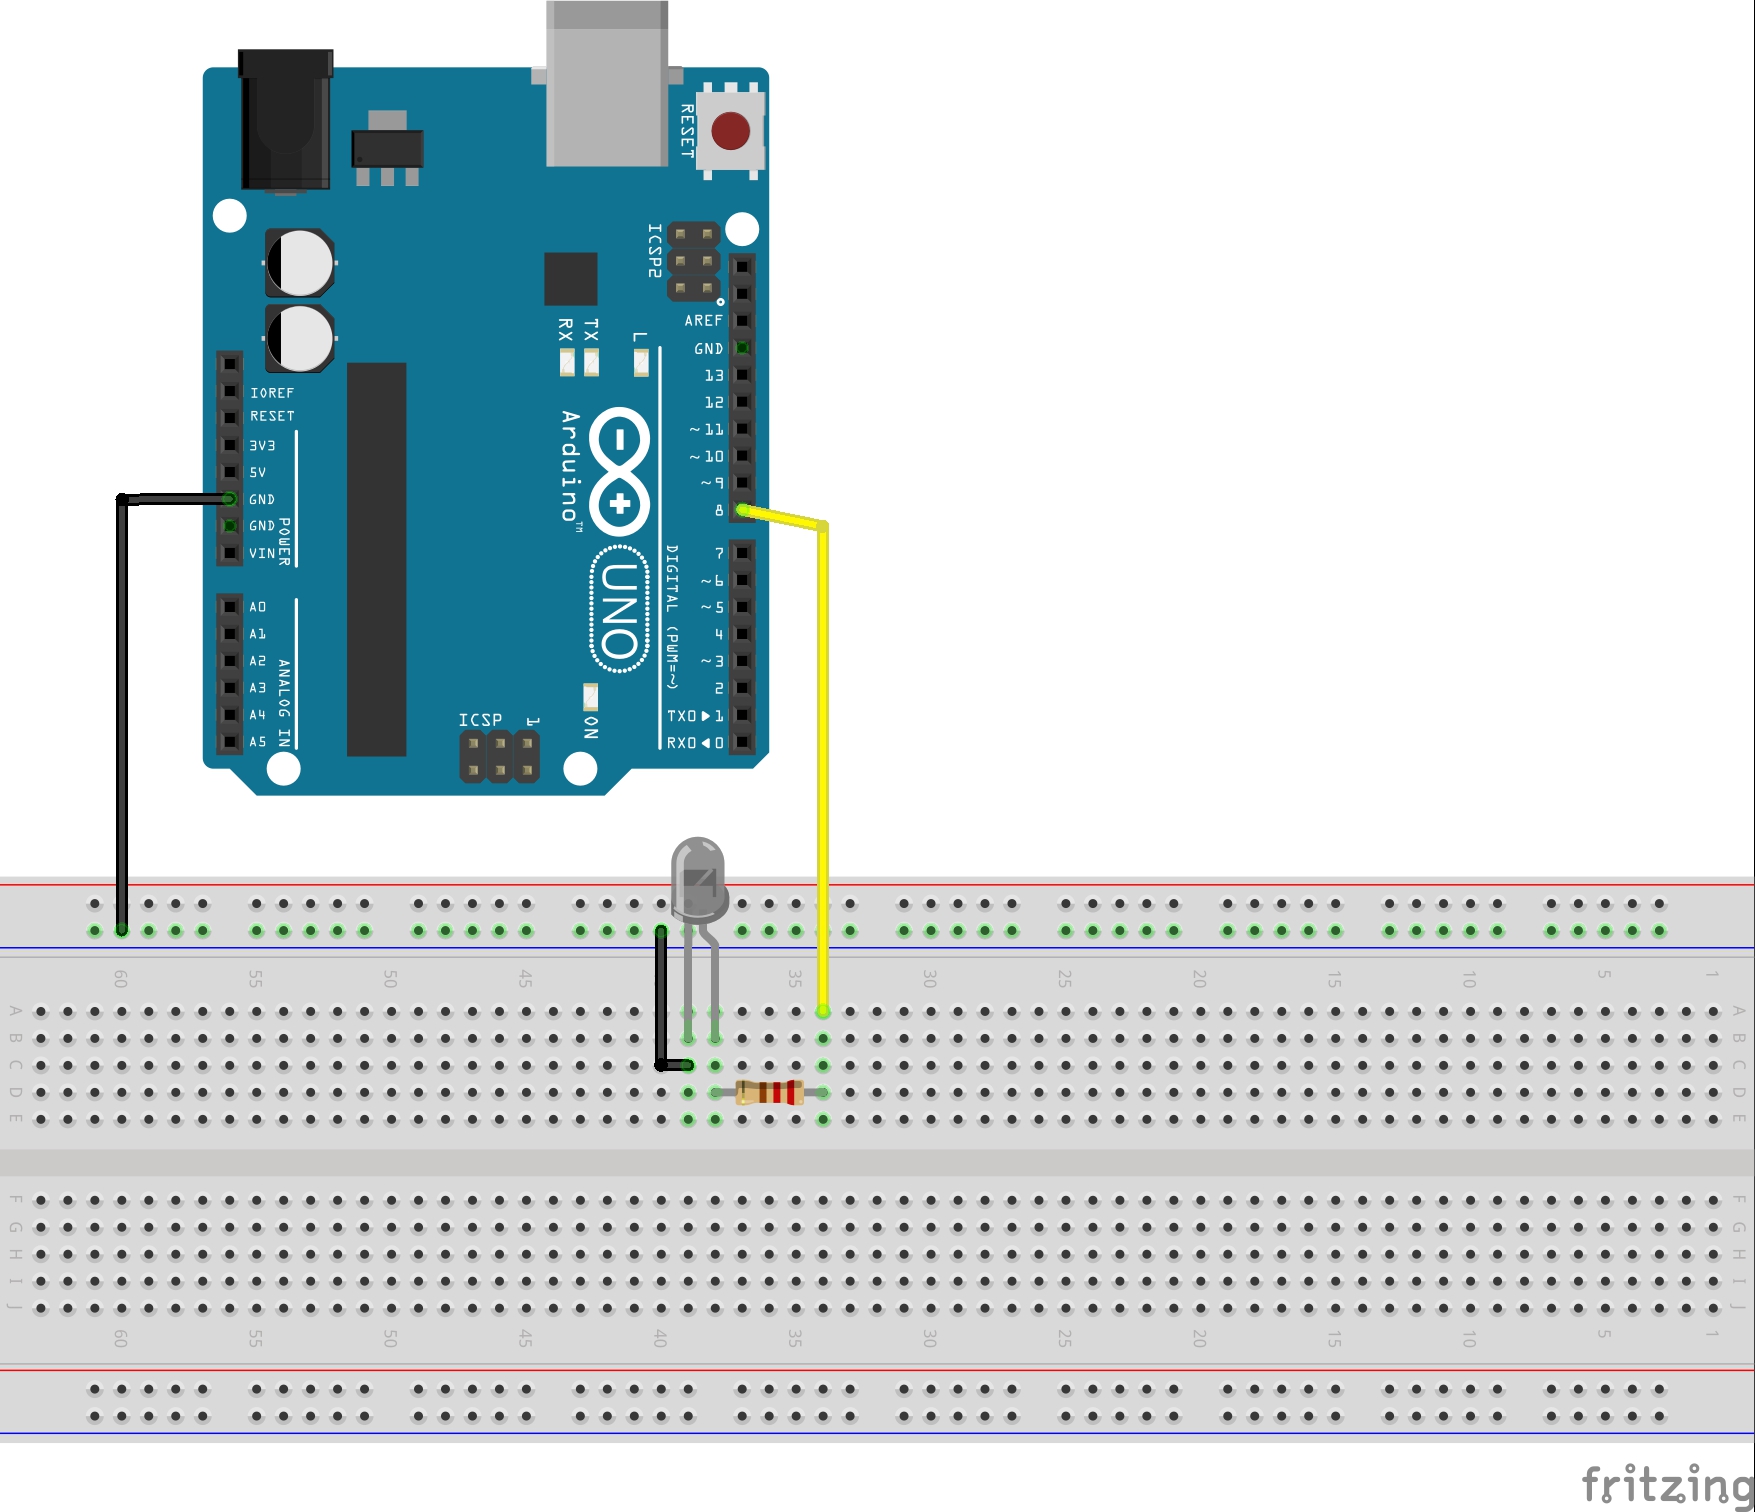 RESET
ICSP2
RX
TX
L
AREF
GND
13
12
~11
~10
~9
8
IOREF
RESET
3V3
5V
GND
GND
VIN
POWER
Arduino™
UNO
DIGITAL (PWM=~)
7
~6
~5
4
~3
2
TX0▶1
RX0◀0
A0
A1
A2
A3
A4
A5
ANALOG IN
ICSP
1
ON
60 55 50 45 35 30 25 20 15 10 5 1
A A
B B
C C
D D
E E
F F
G G
H H
I I
J J
60 55 50 45 40 35 30 25 20 15 10 5 1
fritzing